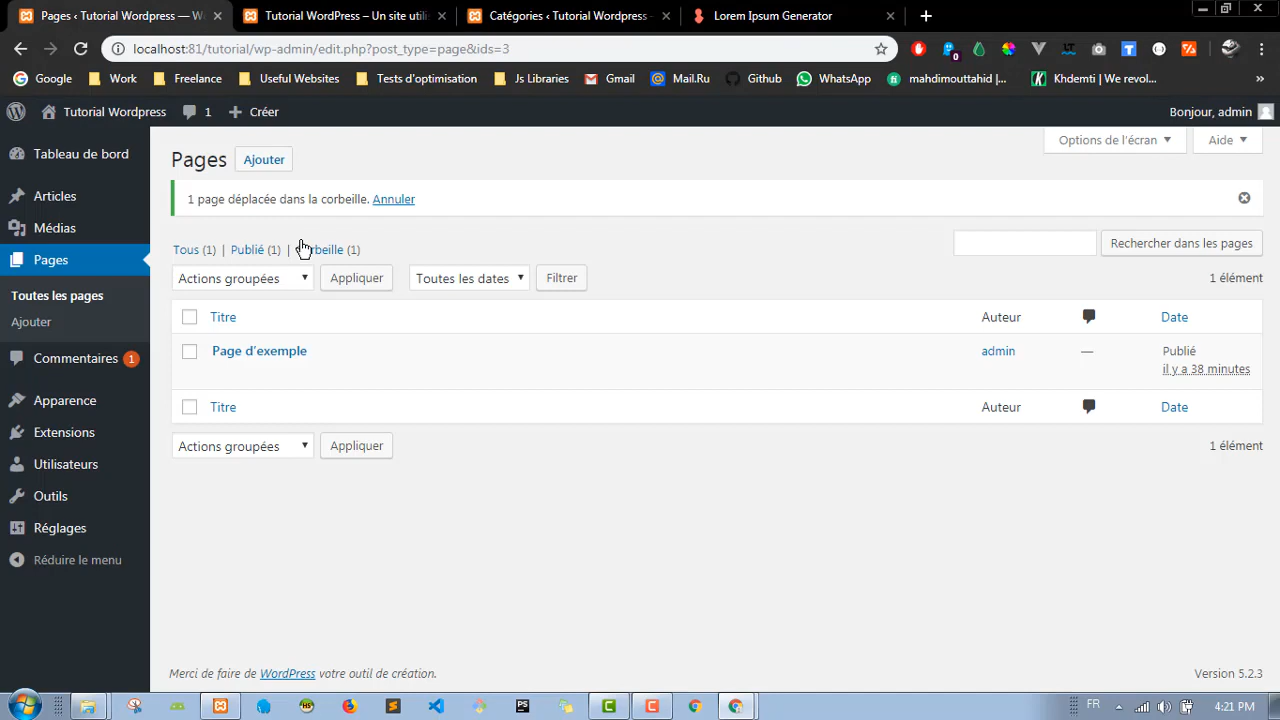 Pages ‹ Tutorial Wordpress — W
Tutorial WordPress – Un site utili
Catégories ‹ Tutorial Wordpress
Lorem Ipsum Generator
localhost:81/tutorial/wp-admin/edit.php?post_type=page&ids=3
0
Google
Work
Freelance
Useful Websites
Tests d'optimisation
Js Libraries
Gmail
Mail.Ru
Github
WhatsApp
mahdimouttahid (...
Khdemti | We revol...
»
Tutorial Wordpress
1
Créer
Bonjour, admin
Tableau de bord
Articles
Médias
Pages
Toutes les pages
Ajouter
Commentaires 1
Apparence
Extensions
Utilisateurs
Outils
Réglages
Réduire le menu
Options de l'écran
Aide
Pages Ajouter
1 page déplacée dans la corbeille. Annuler
Tous (1) | Publié (1) | (1)
Rechercher dans les pages
Actions groupées
Appliquer
Toutes les dates
Filtrer
1 élément
Titre
Auteur
Date
Page d'exemple
admin
—
Publié
il y a 38 minutes
Titre
Auteur
Date
Actions groupées
Appliquer
1 élément
Merci de faire de WordPress votre outil de création.
Version 5.2.3
FR
4:21 PM